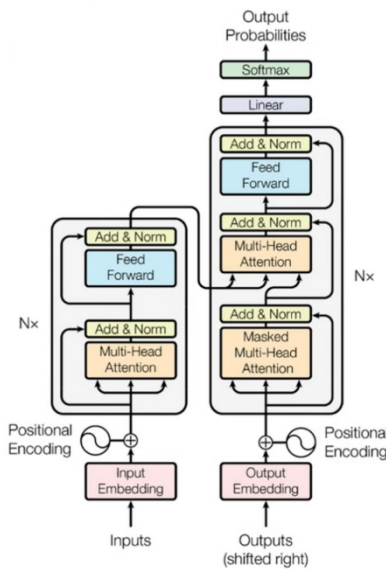 Output
Probabilities
Softmax
Linear
Add & Norm
Feed
Forward
Add & Norm
Multi-Head
Attention
Add & Norm
Masked
Multi-Head
Attention
Nx
Positional
Encoding
Output
Embedding
Outputs
(shifted right)
Add & Norm
Feed
Forward
Add & Norm
Multi-Head
Attention
Nx
Positional
Encoding
Input
Embedding
Inputs